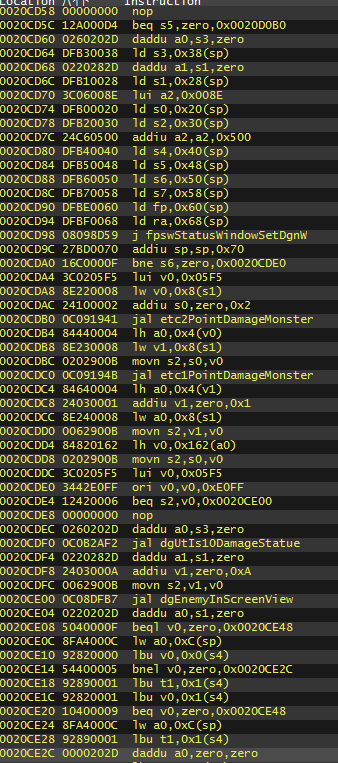 Location ハイト Instruction
0020CD58 00000000 nop
0020CD5C 12A000D4 beq s5,zero,0x0020D0B0
0020CD60 0260202D daddu a0,s3,zero
0020CD64 DFB30038 ld s3,0x38(sp)
0020CD68 0220282D daddu a1,s1,zero
0020CD6C DFB10028 ld s1,0x28(sp)
0020CD70 3C06008E lui a2,0x008E
0020CD74 DFB00020 ld s0,0x20(sp)
0020CD78 DFB20030 ld s2,0x30(sp)
0020CD7C 24C60500 addiu a2,a2,0x500
0020CD80 DFB40040 ld s4,0x40(sp)
0020CD84 DFB50048 ld s5,0x48(sp)
0020CD88 DFB60050 ld s6,0x50(sp)
0020CD8C DFB70058 ld s7,0x58(sp)
0020CD90 DFBE0060 ld fp,0x60(sp)
0020CD94 DFBF0068 ld ra,0x68(sp)
0020CD98 08098D59 j fpswStatusWindowSetDgnW
0020CD9C 27BD0070 addiu sp,sp,0x70
0020CDA0 16C0000F bne s6,zero,0x0020CDE0
0020CDA4 3C0205F5 lui v0,0x05F5
0020CDA8 8E220008 lw v0,0x8(s1)
0020CDAC 24100002 addiu s0,zero,0x2
0020CDB0 0C091941 jal etc2PointDamageMonster
0020CDB4 84440004 lh a0,0x4(v0)
0020CDB8 8E230008 lw v1,0x8(s1)
0020CDBC 0202900B movn s2,s0,v0
0020CDC0 0C09194B jal etc1PointDamageMonster
0020CDC4 84640004 lh a0,0x4(v1)
0020CDC8 24030001 addiu v1,zero,0x1
0020CDCC 8E240008 lw a0,0x8(s1)
0020CDD0 0062900B movn s2,v1,v0
0020CDD4 84820162 lh v0,0x162(a0)
0020CDD8 0202900B movn s2,s0,v0
0020CDDC 3C0205F5 lui v0,0x05F5
0020CDE0 3442E0FF ori v0,v0,0xE0FF
0020CDE4 12420006 beq s2,v0,0x0020CE00
0020CDE8 00000000 nop
0020CDEC 0260202D daddu a0,s3,zero
0020CDF0 0C0B2AF2 jal dgUtIs10DamageStatue
0020CDF4 0220282D daddu a1,s1,zero
0020CDF8 2403000A addiu v1,zero,0xA
0020CDFC 0062900B movn s2,v1,v0
0020CE00 0C08DFB7 jal dgEnemyInScreenView
0020CE04 0220202D daddu a0,s1,zero
0020CE08 5040000F beql v0,zero,0x0020CE48
0020CE0C 8FA4000C lw a0,0xC(sp)
0020CE10 92820000 lbu v0,0x0(s4)
0020CE14 54400005 bnel v0,zero,0x0020CE2C
0020CE18 92890001 lbu t1,0x1(s4)
0020CE1C 92820001 lbu v0,0x1(s4)
0020CE20 10400009 beq v0,zero,0x0020CE48
0020CE24 8FA4000C lw a0,0xC(sp)
0020CE28 92890001 lbu t1,0x1(s4)
0020CE2C 0000202D daddu a0,zero,zero